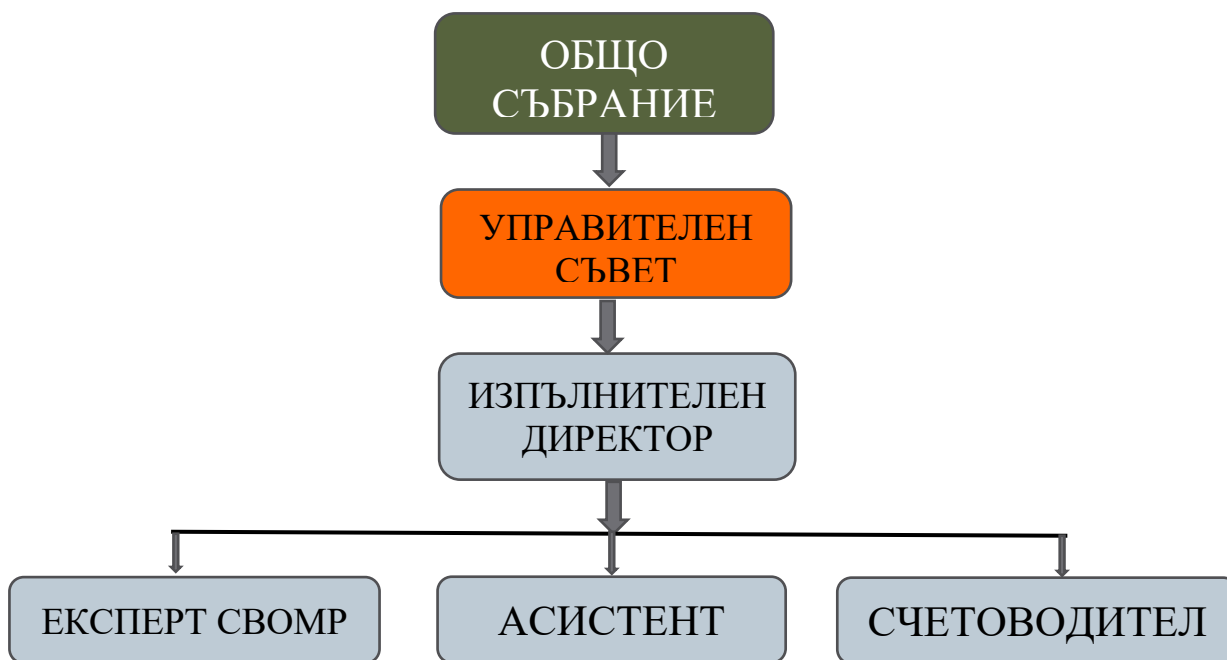 ОБЩО
СЪБРАНИЕ
УПРАВИТЕЛЕН
СЪВЕТ
ИЗПЪЛНИТЕЛЕН
ДИРЕКТОР
ЕКСПЕРТ СВОМР
АСИСТЕНТ
СЧЕТОВОДИТЕЛ